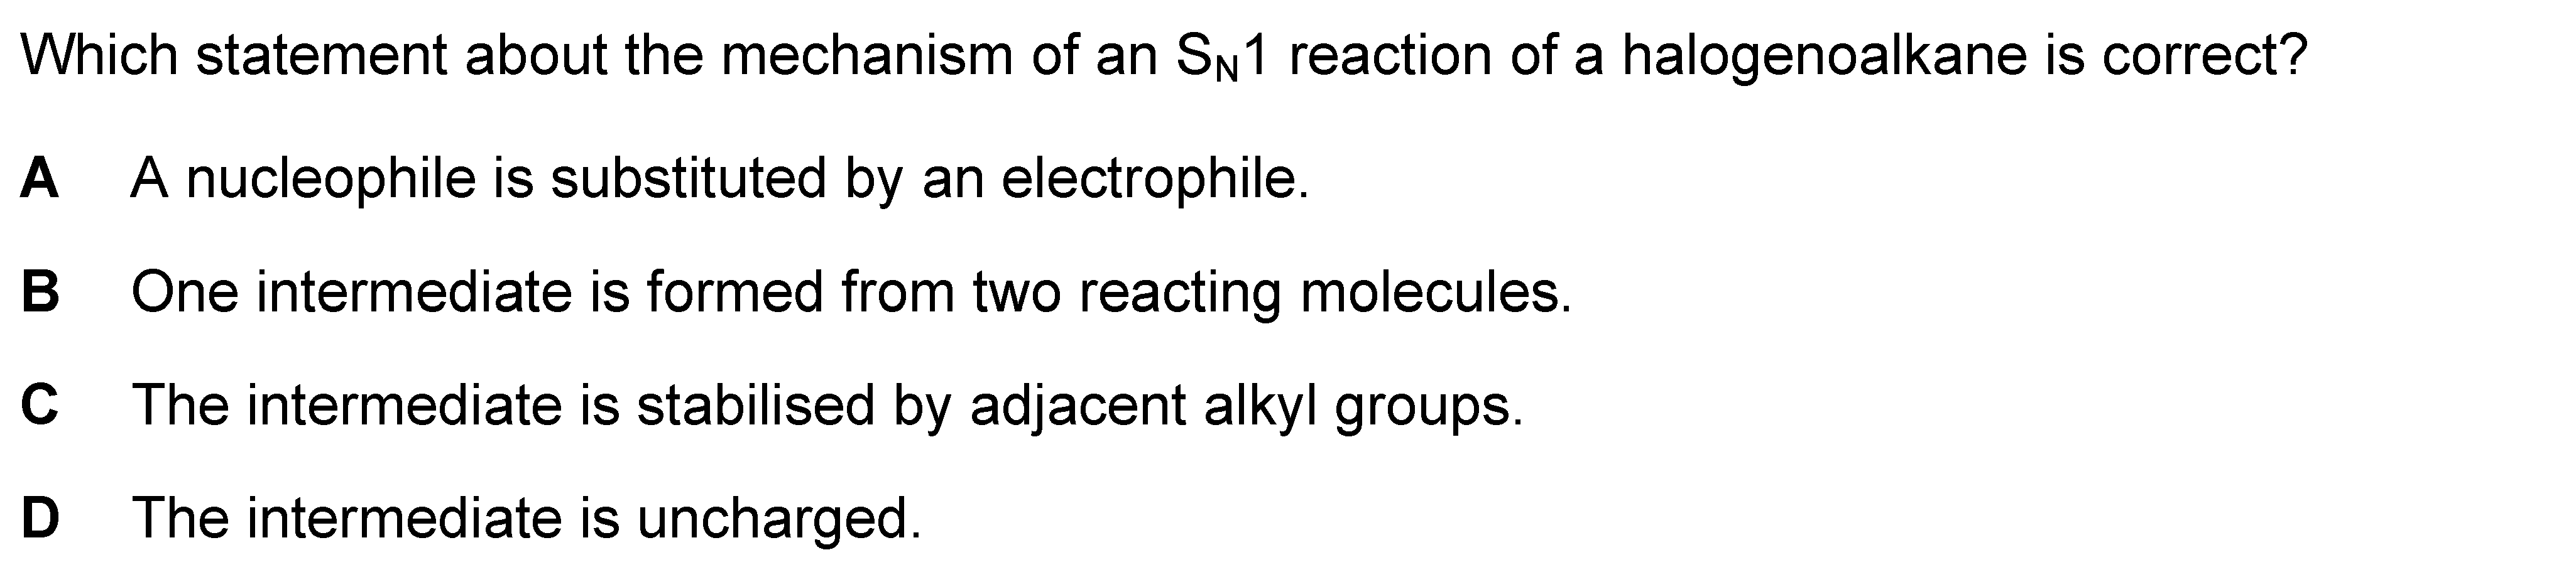 Which statement about the mechanism of an SN1 reaction of a halogenoalkane is correct?
A A nucleophile is substituted by an electrophile.
B One intermediate is formed from two reacting molecules.
C The intermediate is stabilised by adjacent alkyl groups.
D The intermediate is uncharged.